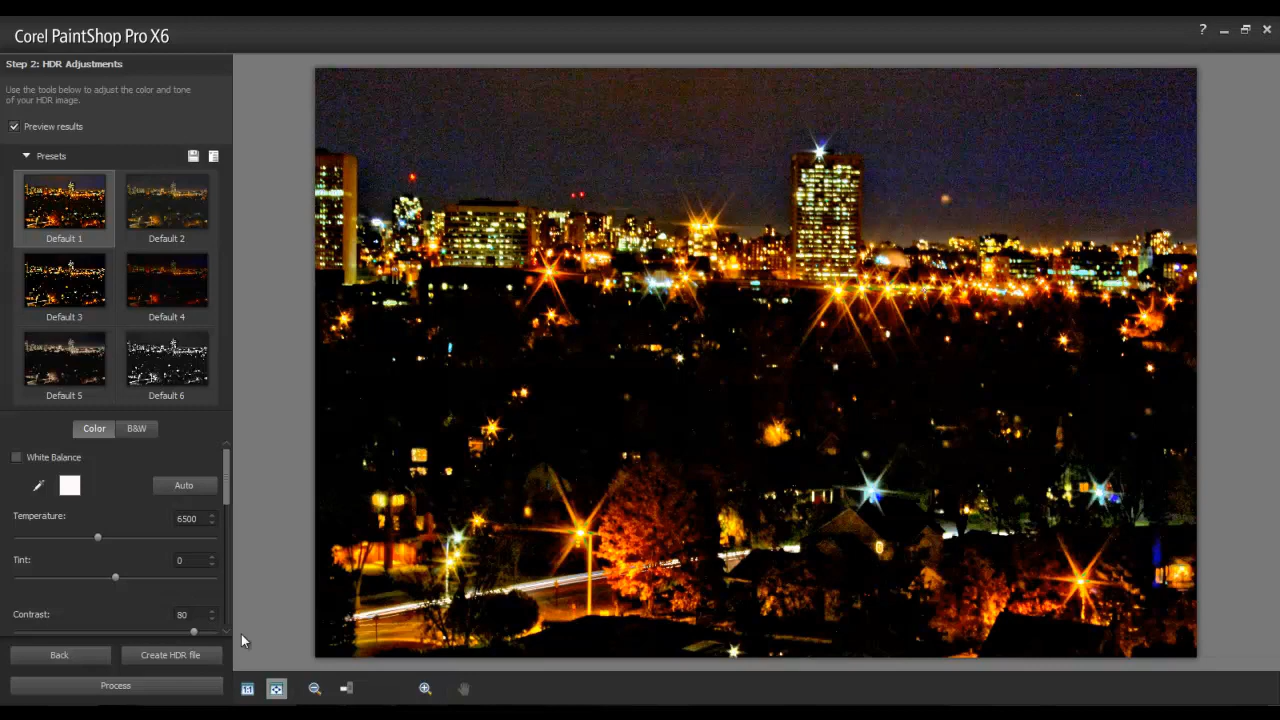 Corel PaintShop Pro X6
?
Step 2: HDR Adjustments
Use the tools below to adjust the color and tone
of your HDR image.
Preview results
Presets
Default 1
Default 2
Default 3
Default 4
Default 5
Default 6
Color
B&W
White Balance
Auto
Temperature:
6500
Tint:
0
Contrast:
80
Back
Create HDR file
Process
1:1